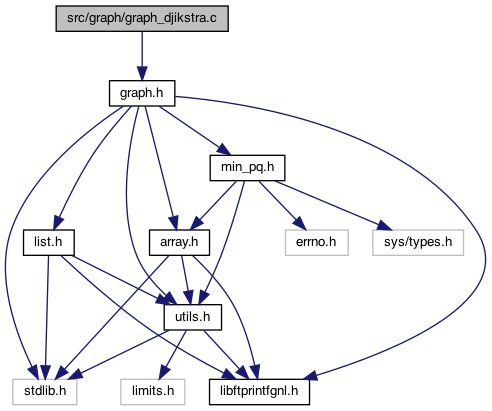 src/graph/graph_djikstra.c
graph.h
min_pq.h
list.h
array.h
errno.h
sys/types.h
utils.h
stdlib.h
limits.h
libftprintfgnl.h